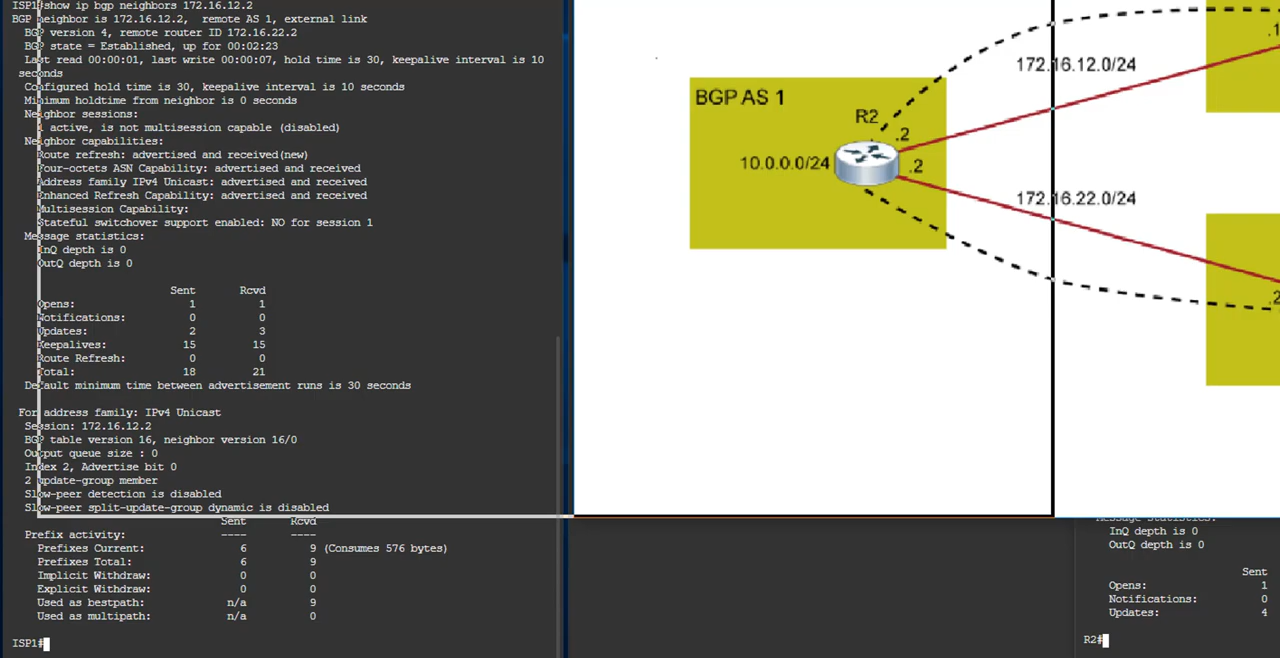 ISP1#show ip bgp neighbors 172.16.12.2
BGP neighbor is 172.16.12.2,  remote AS 1, external link
BGP version 4, remote router ID 172.16.22.2
BGP state = Established, up for 00:02:23
Last read 00:00:01, last write 00:00:07, hold time is 30, keepalive interval is 10
seconds
Configured hold time is 30, keepalive interval is 10 seconds
Minimum holdtime from neighbor is 0 seconds
Neighbor sessions:
1 active, is not multisession capable (disabled)
Neighbor capabilities:
Route refresh: advertised and received(new)
Four-octets ASN Capability: advertised and received
Address family IPv4 Unicast: advertised and received
Enhanced Refresh Capability: advertised and received
Multisession Capability:
Stateful switchover support enabled: NO for session 1
Message statistics:
InQ depth is 0
OutQ depth is 0
Sent Rcvd
Opens: 1 1
Notifications: 0 0
Updates: 2 3
Keepalives: 15 15
Route Refresh: 0 0
Total: 18 21
Default minimum time between advertisement runs is 30 seconds
For address family: IPv4 Unicast
Session: 172.16.12.2
BGP table version 16, neighbor version 16/0
Output queue size : 0
Index 2, Advertise bit 0
2 update-group member
Slow-peer detection is disabled
Slow-peer split-update-group dynamic is disabled
Sent Rcvd
Prefix activity: ---- ----
Prefixes Current: 6 9 (Consumes 576 bytes)
Prefixes Total: 6 9
Implicit Withdraw: 0 0
Explicit Withdraw: 0 0
Used as bestpath: n/a 9
Used as multipath: n/a 0
ISP1#
BGP AS 1
R2
.2
10.0.0.0/24
.2
172.16.12.0/24
172.16.22.0/24
.1
.2
Message statistics:
InQ depth is 0
OutQ depth is 0
Sent
Opens: 1
Notifications: 0
Updates: 4
R2#